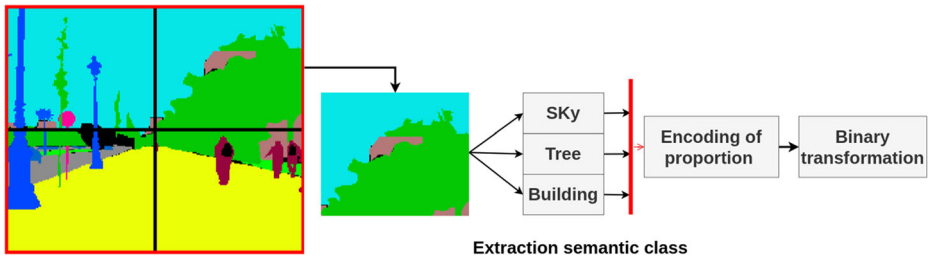 SKy
Tree
Building
Encoding of
proportion
Binary
transformation
Extraction semantic class